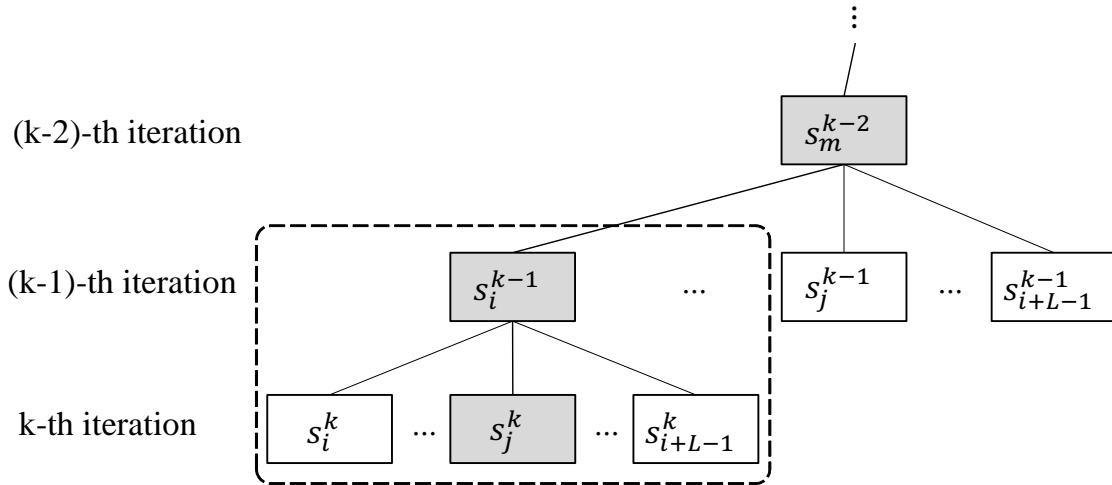 ⋮
(k-2)-th iteration s_m^{k−2}
(k-1)-th iteration s_i^{k−1} ... s_j^{k−1} ... s_{i+L−1}^{k−1}
k-th iteration s_i^k ... s_j^k ... s_{i+L−1}^k